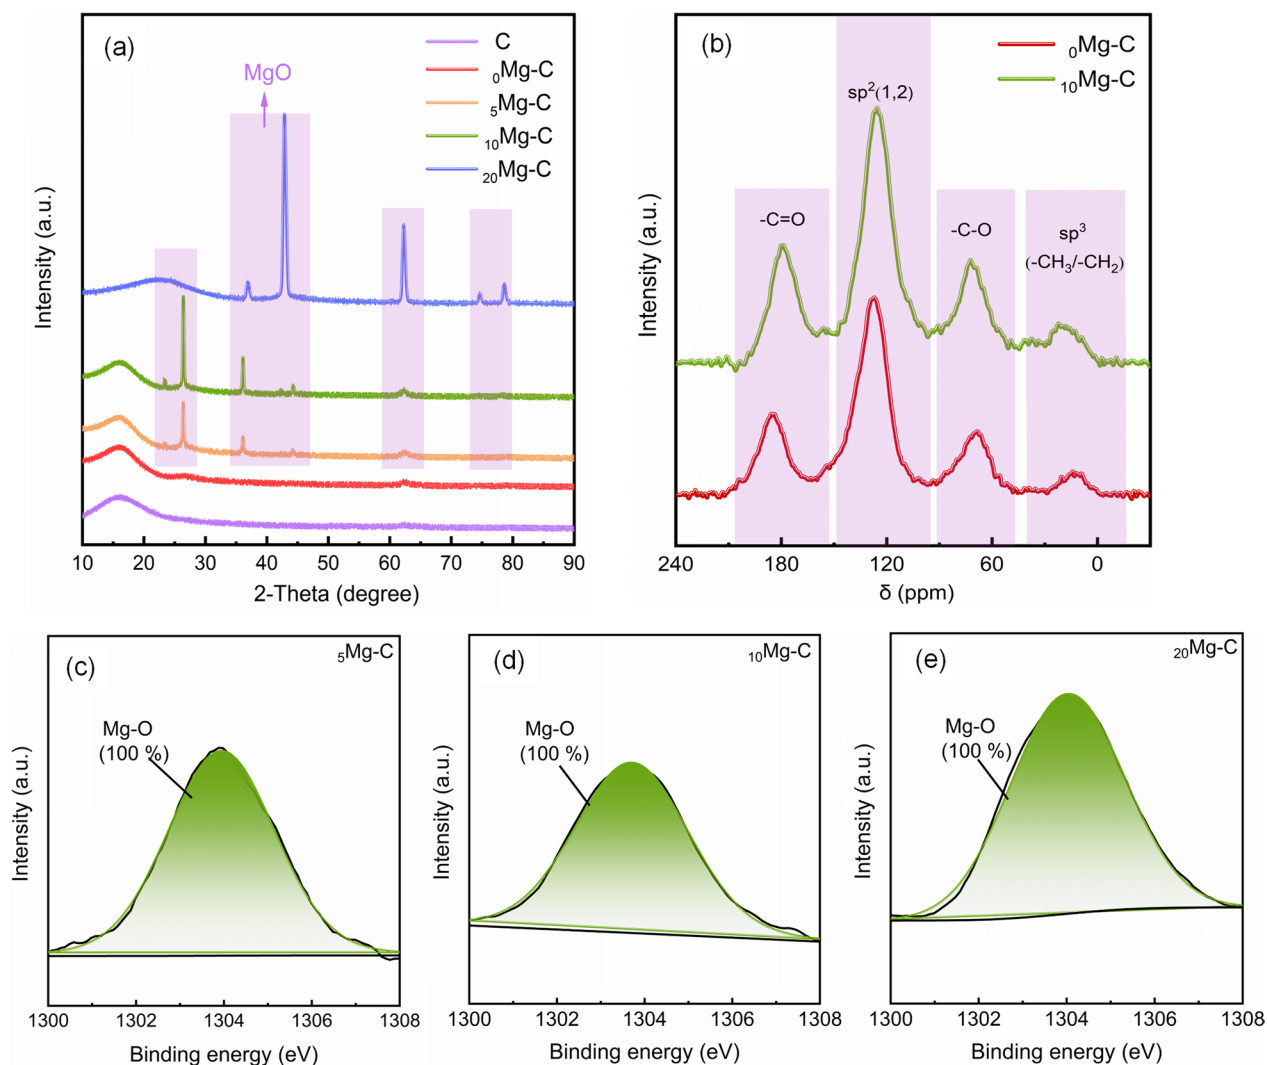 (a)
MgO
C
₀Mg-C
₅Mg-C
₁₀Mg-C
₂₀Mg-C
Intensity (a.u.)
10 20 30 40 50 60 70 80 90
2-Theta (degree)
(b)
₀Mg-C
₁₀Mg-C
sp²(1,2)
-C=O
-C-O
sp³
(-CH₃/-CH₂)
Intensity (a.u.)
240 180 120 60 0
δ (ppm)
(c)
₅Mg-C
Mg-O
(100 %)
Intensity (a.u.)
1300 1302 1304 1306 1308
Binding energy (eV)
(d)
₁₀Mg-C
Mg-O
(100 %)
Intensity (a.u.)
1300 1302 1304 1306 1308
Binding energy (eV)
(e)
₂₀Mg-C
Mg-O
(100 %)
Intensity (a.u.)
1300 1302 1304 1306 1308
Binding energy (eV)